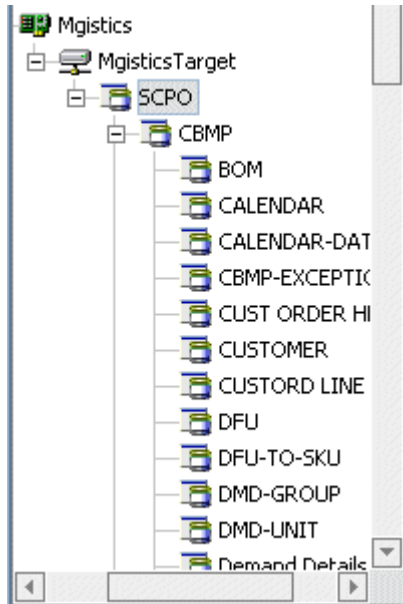 Mgistics
MgisticsTarget
SCPO
CBMP
BOM
CALENDAR
CALENDAR-DAT
CBMP-EXCEPTIO
CUST ORDER HI
CUSTOMER
CUSTORD LINE
DFU
DFU-TO-SKU
DMD-GROUP
DMD-UNIT
Demand Details